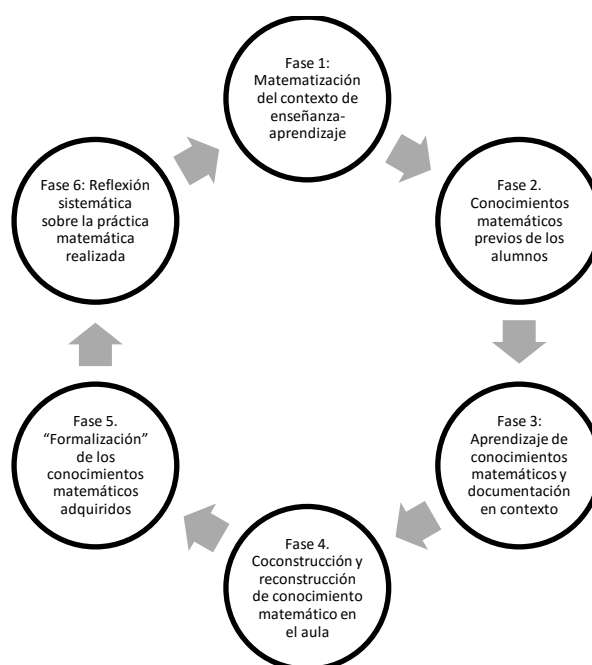 Fase 1:
Matematización
del contexto de
enseñanza-
aprendizaje
Fase 2.
Conocimientos
matemáticos
previos de los
alumnos
Fase 3:
Aprendizaje de
conocimientos
matemáticos y
documentación
en contexto
Fase 4.
Coconstrucción y
reconstrucción
de conocimiento
matemático en
el aula
Fase 5.
“Formalización”
de los
conocimientos
matemáticos
adquiridos
Fase 6: Reflexión
sistemática
sobre la práctica
matemática
realizada